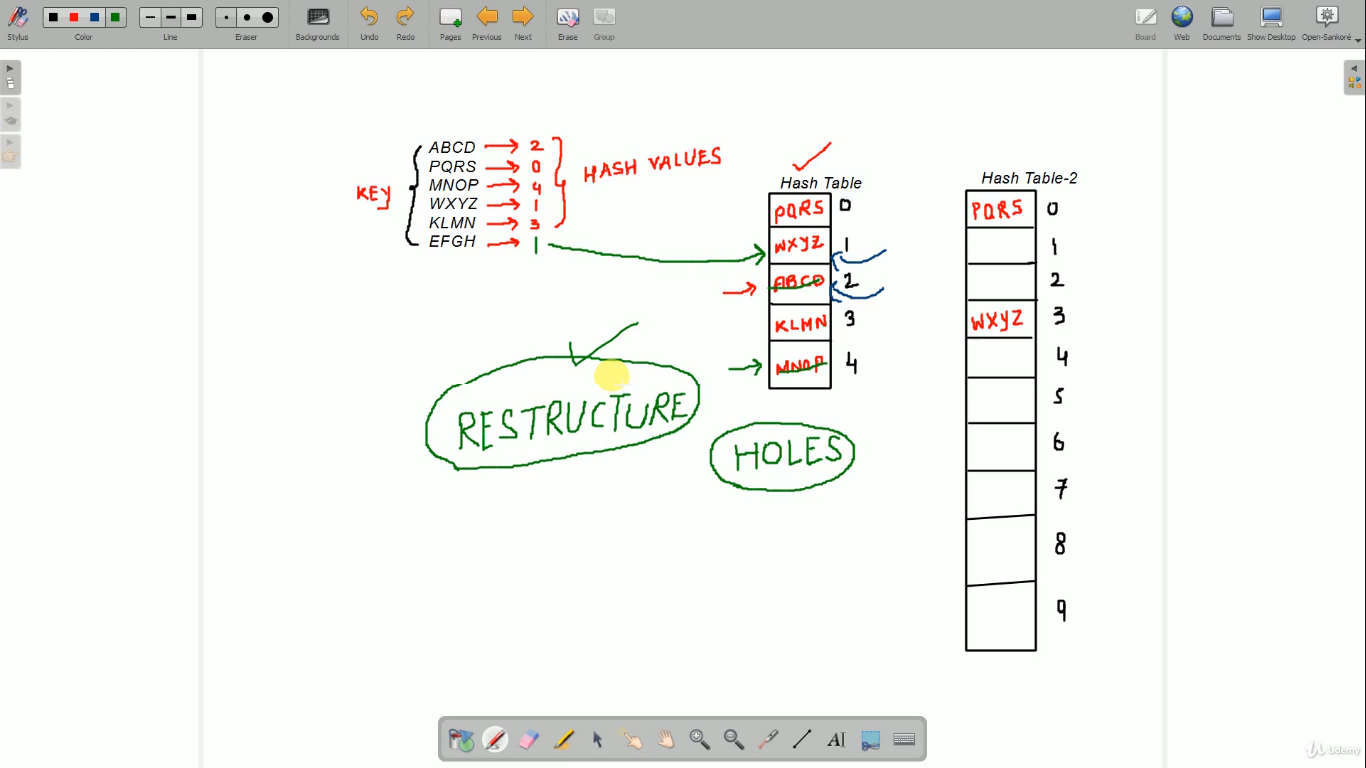 Stylus Color Line Eraser Backgrounds Undo Redo Pages Previous Next Erase Group Board Web Documents Show Desktop Open-Sankoré
KEY
ABCD → 2
PQRS → 0
MNOP → 4
WXYZ → 1
KLMN → 3
EFGH → 1
HASH VALUES
Hash Table
PQRS 0
WXYZ 1
ABCD 2
KLMN 3
MNOP 4
RESTRUCTURE
HOLES
Hash Table-2
PQRS 0
1
2
WXYZ 3
4
5
6
7
8
9
AI
Udemy